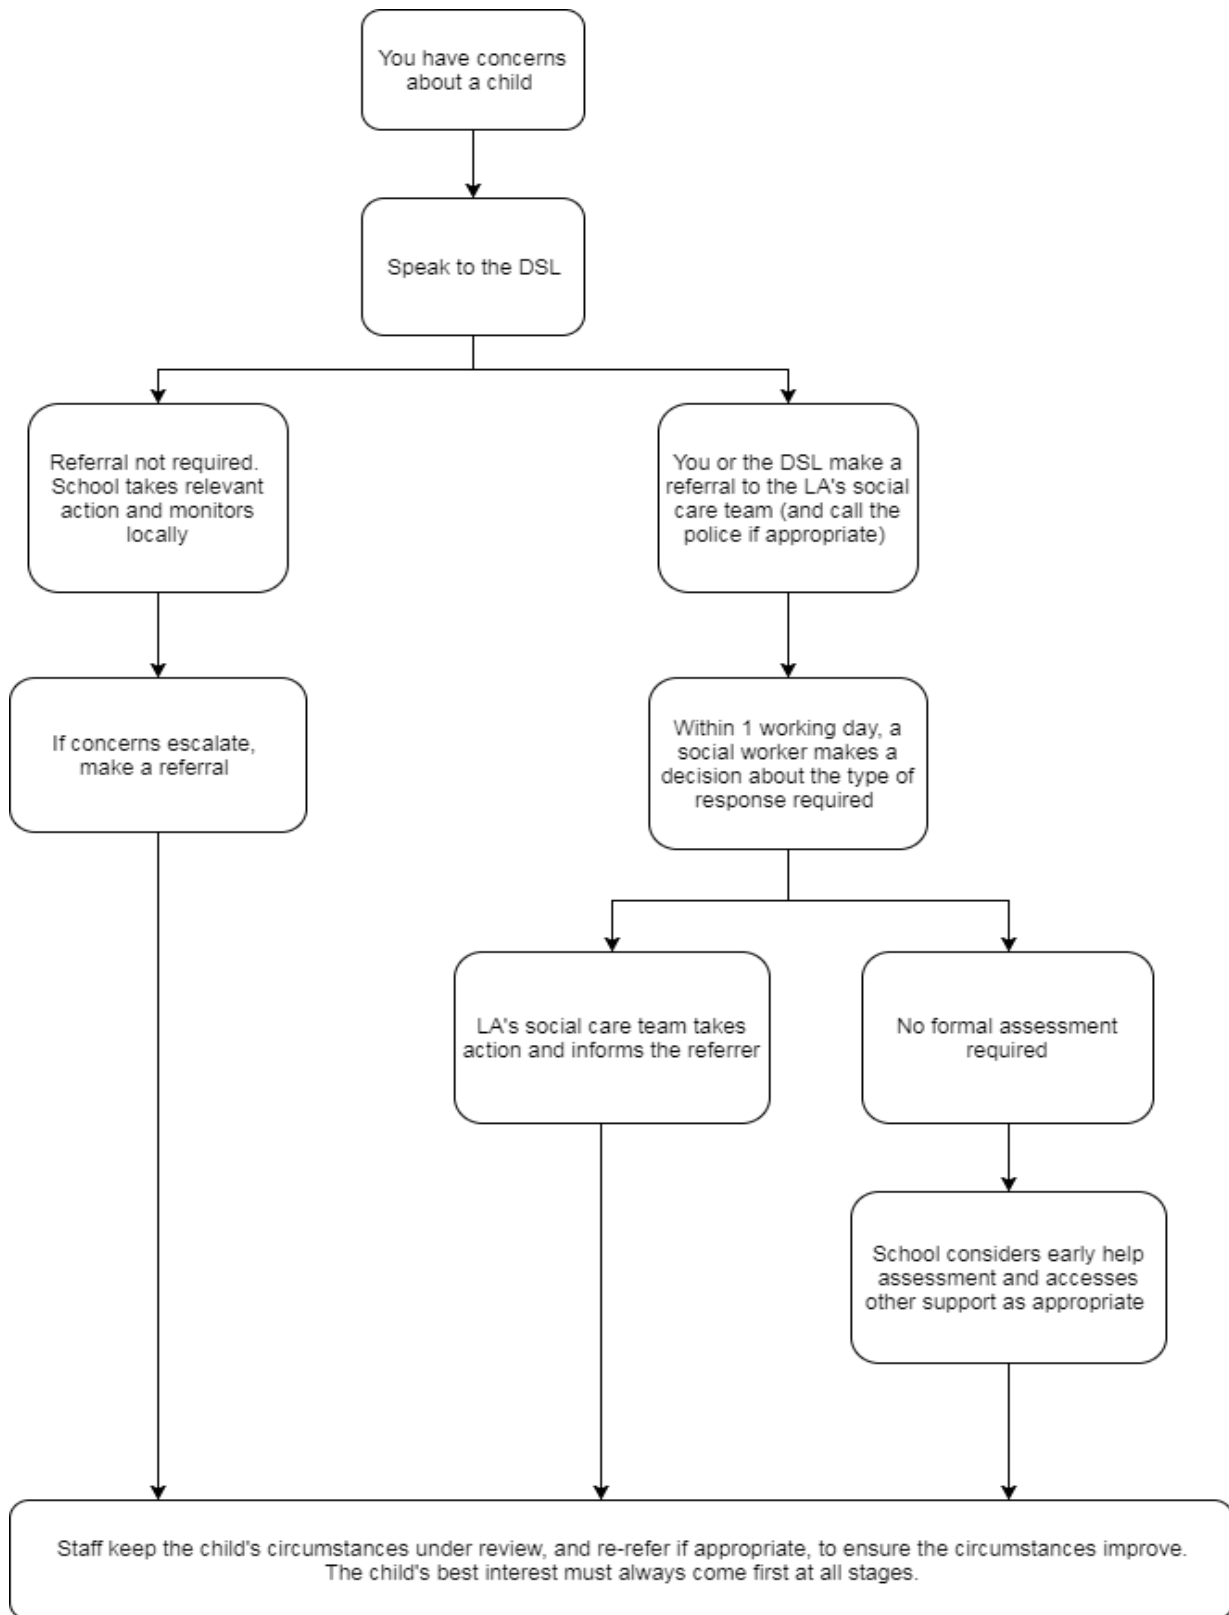 You have concerns
about a child
Speak to the DSL
Referral not required.
School takes relevant
action and monitors
locally
You or the DSL make a
referral to the LA's social
care team (and call the
police if appropriate)
If concerns escalate,
make a referral
Within 1 working day, a
social worker makes a
decision about the type of
response required
LA's social care team takes
action and informs the referrer
No formal assessment
required
School considers early help
assessment and accesses
other support as appropriate
Staff keep the child's circumstances under review, and re-refer if appropriate, to ensure the circumstances improve.
The child's best interest must always come first at all stages.